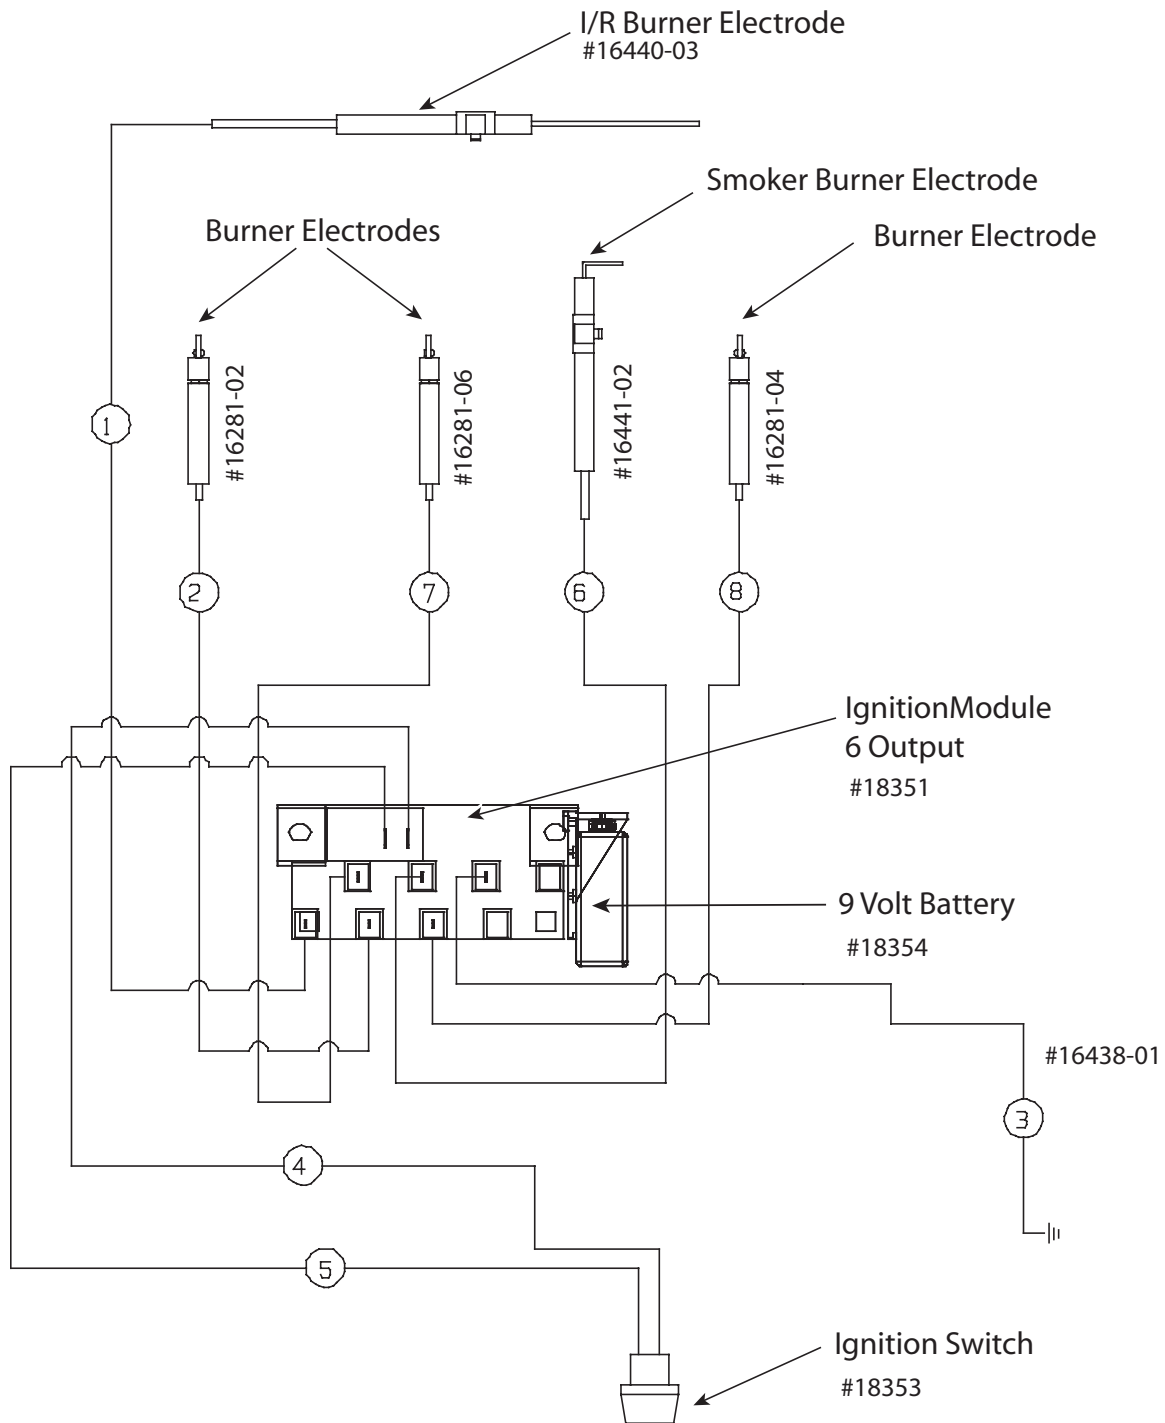 I/R Burner Electrode
#16440-03
Smoker Burner Electrode
Burner Electrodes
Burner Electrode
#16281-02
#16281-06
#16441-02
#16281-04
1
2
7
6
8
IgnitionModule
6 Output
#18351
9 Volt Battery
#18354
#16438-01
3
4
5
Ignition Switch
#18353